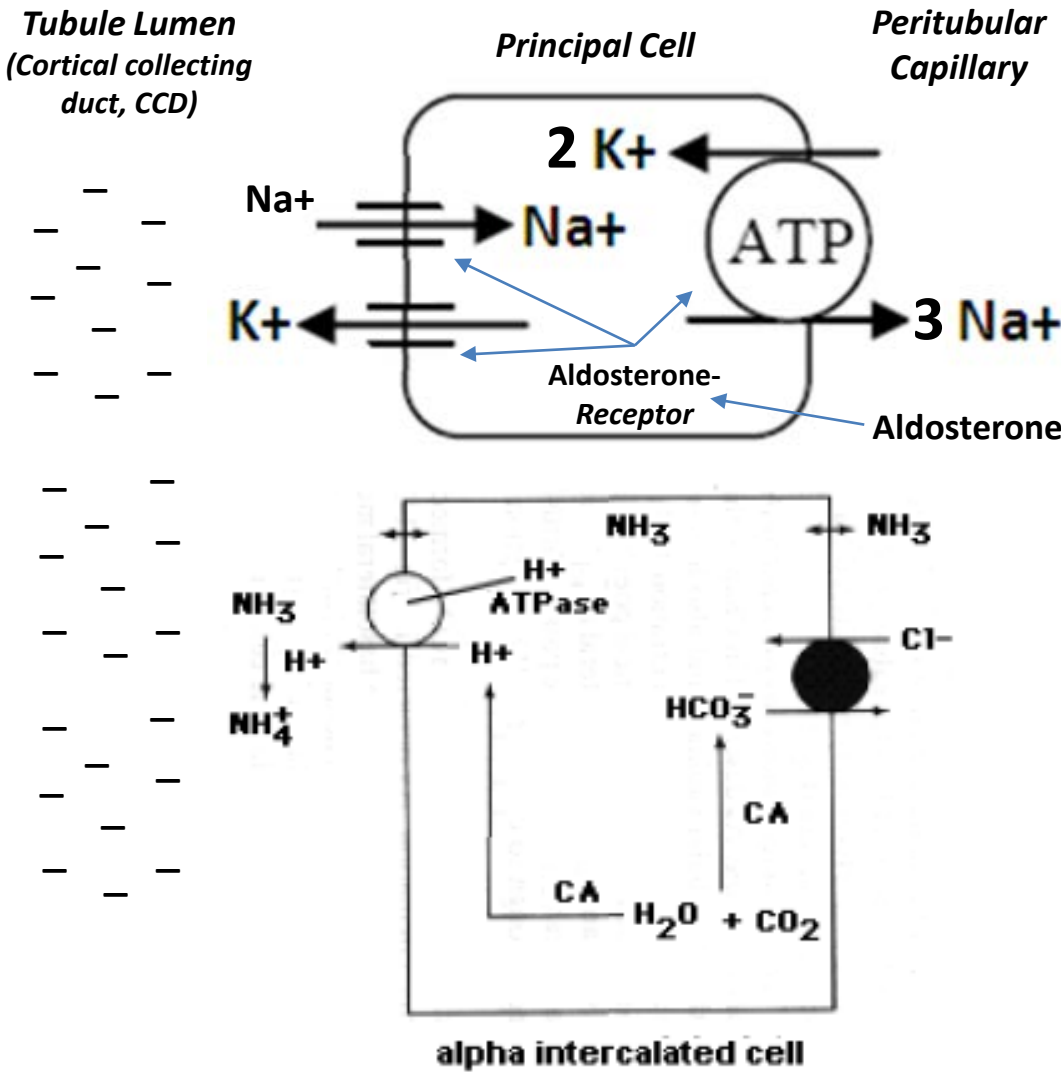 Tubule Lumen
(Cortical collecting
duct, CCD)
Principal Cell
Peritubular
Capillary
2 K+
Na+
Na+
ATP
K+
3 Na+
Aldosterone-
Receptor
Aldosterone
NH3
NH3
H+
ATPase
NH3
H+
H+
Cl-
HCO3-
NH4+
CA
CA
H2O + CO2
alpha intercalated cell